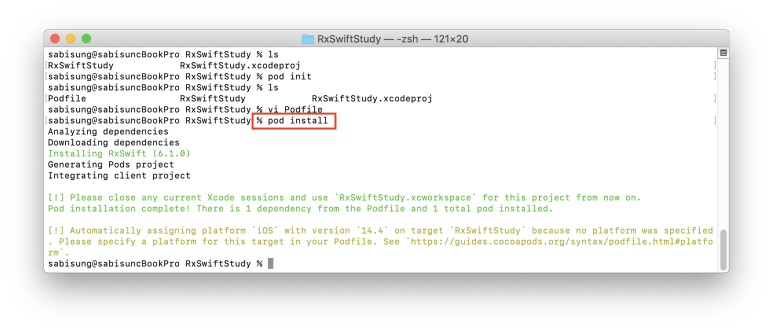 RxSwiftStudy — -zsh — 121×20
sabisung@sabisuncBookPro RxSwiftStudy % ls
[RxSwiftStudy          RxSwiftStudy.xcodeproj ]
[sabisung@sabisuncBookPro RxSwiftStudy % pod init ]
sabisung@sabisuncBookPro RxSwiftStudy % ls
[Podfile               RxSwiftStudy           RxSwiftStudy.xcodeproj ]
sabisung@sabisuncBookPro RxSwiftStudy % vi Podfile
[sabisung@sabisuncBookPro RxSwiftStudy % pod install ]
Analyzing dependencies
Downloading dependencies
Installing RxSwift (6.1.0)
Generating Pods project
Integrating client project
[!] Please close any current Xcode sessions and use `RxSwiftStudy.xcworkspace` for this project from now on.
Pod installation complete! There is 1 dependency from the Podfile and 1 total pod installed.
[!] Automatically assigning platform `iOS` with version `14.4` on target `RxSwiftStudy` because no platform was specified
. Please specify a platform for this target in your Podfile. See `https://guides.cocoapods.org/syntax/podfile.html#platfo
rm`.
sabisung@sabisuncBookPro RxSwiftStudy %